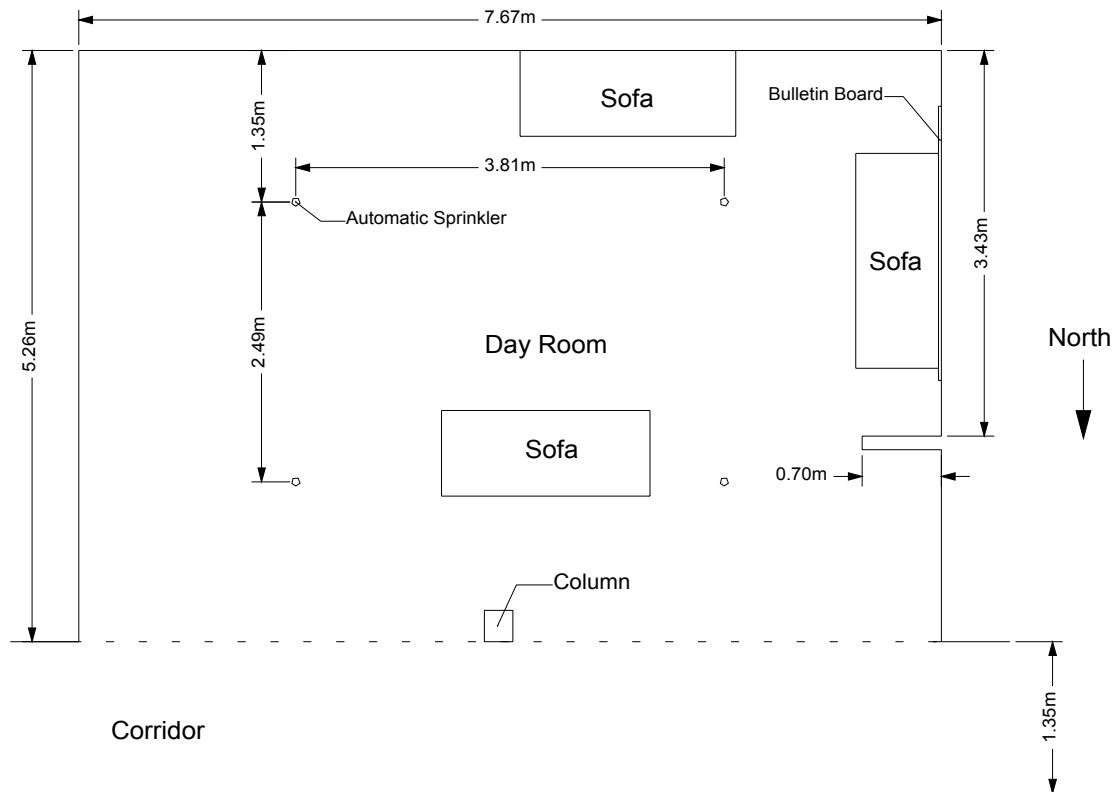 7.67m
Sofa
Bulletin Board
1.35m
3.81m
Automatic Sprinkler
3.43m
Sofa
5.26m
2.49m
Day Room
North
Sofa
0.70m
Column
1.35m
Corridor